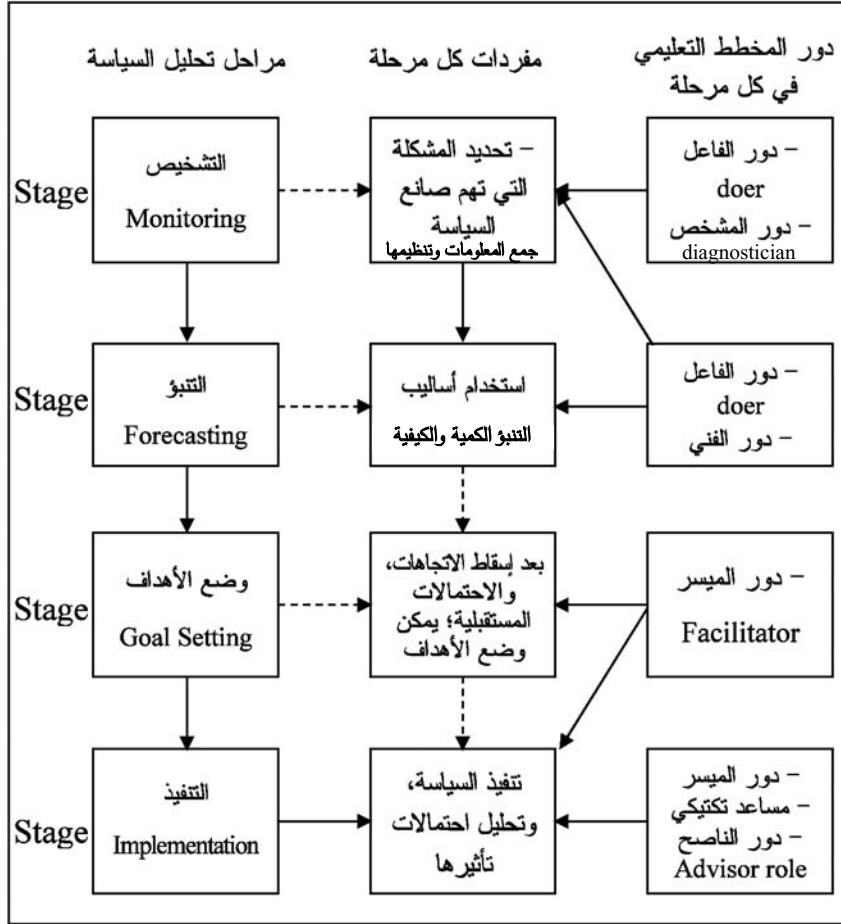 دور المخطط التعليمي
في كل مرحلة
مفردات كل مرحلة
مراحل تحليل السياسة
Stage
التشخيص
Monitoring
– تحديد المشكلة
التي تهم صانع
السياسة
جمع المعلومات وتنظيمها
– دور الفاعل
doer
– دور المشخص
diagnostician
Stage
التنبؤ
Forecasting
استخدام أساليب
التنبؤ الكمية والكيفية
– دور الفاعل
doer
– دور الفني
Stage
وضع الأهداف
Goal Setting
بعد إسقاط الاتجاهات،
والاحتمالات
المستقبلية؛ يمكن
وضع الأهداف
– دور الميسر
Facilitator
Stage
التنفيذ
Implementation
تنفيذ السياسة،
وتحليل احتمالات
تأثيرها
– دور الميسر
– مساعد تكتيكي
– دور الناصح
Advisor role